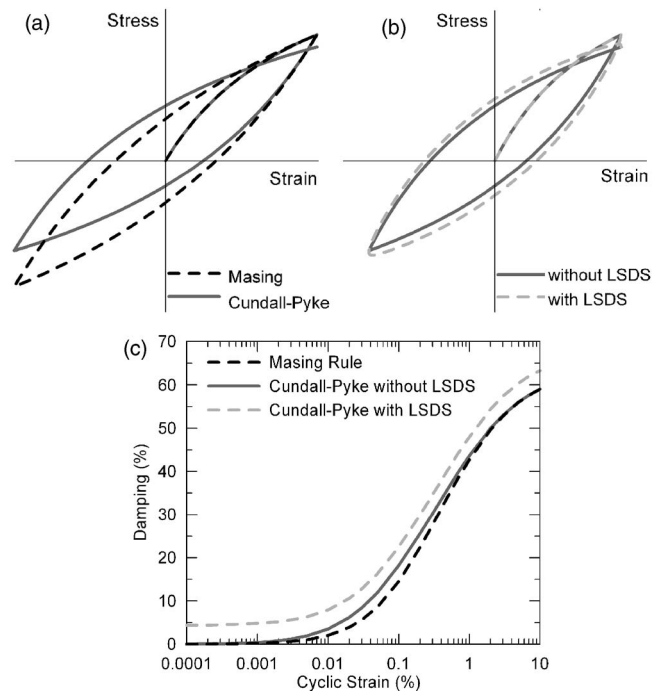 (a)
Stress
Strain
Masing
Cundall-Pyke
(b)
Stress
Strain
without LSDS
with LSDS
(c)
Masing Rule
Cundall-Pyke without LSDS
Cundall-Pyke with LSDS
Damping (%)
70
60
50
40
30
20
10
0
0.0001 0.001 0.01 0.1 1 10
Cyclic Strain (%)